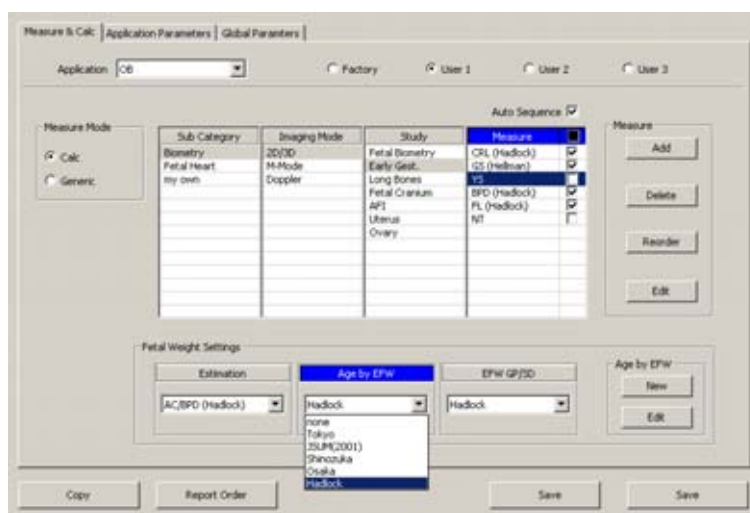 Measure & Calc Application Parameters Global Paramters
Application OB Factory User 1 User 2 User 3
Auto Sequence
Measure Mode
Calc
Generic
Sub Category Imaging Mode Study Measure
Biometry 2D/3D Fetal Biometry CRL (Hadlock)
Fetal Heart M-Mode Early Gest. GS (Hellman)
my own Doppler Long Bones YS
Fetal Cranium BPD (Hadlock)
AFI FL (Hadlock)
Uterus NT
Ovary
Measure
Add
Delete
Reorder
Edit
Fetal Weight Settings
Estimation Age by EFW EFW GP/SD
AC/BPD (Hadlock) Hadlock Hadlock
none
Tokyo
JSUM(2001)
Shinozuka
Osaka
Hadlock
Age by EFW
New
Edit
Copy Report Order Save Save